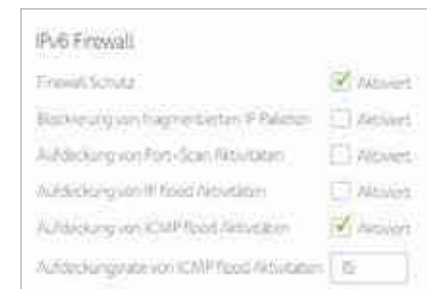 IPv6 Firewall
Firewall Schutz Aktiviert
Blockierung von fragmentierten IP Paketen Aktiviert
Aufdeckung von Port-Scan Aktivitäten Aktiviert
Aufdeckung von IP flood Aktivitäten Aktiviert
Aufdeckung von ICMP flood Aktivitäten Aktiviert
Aufdeckungsrate von ICMP flood Aktivitäten 15